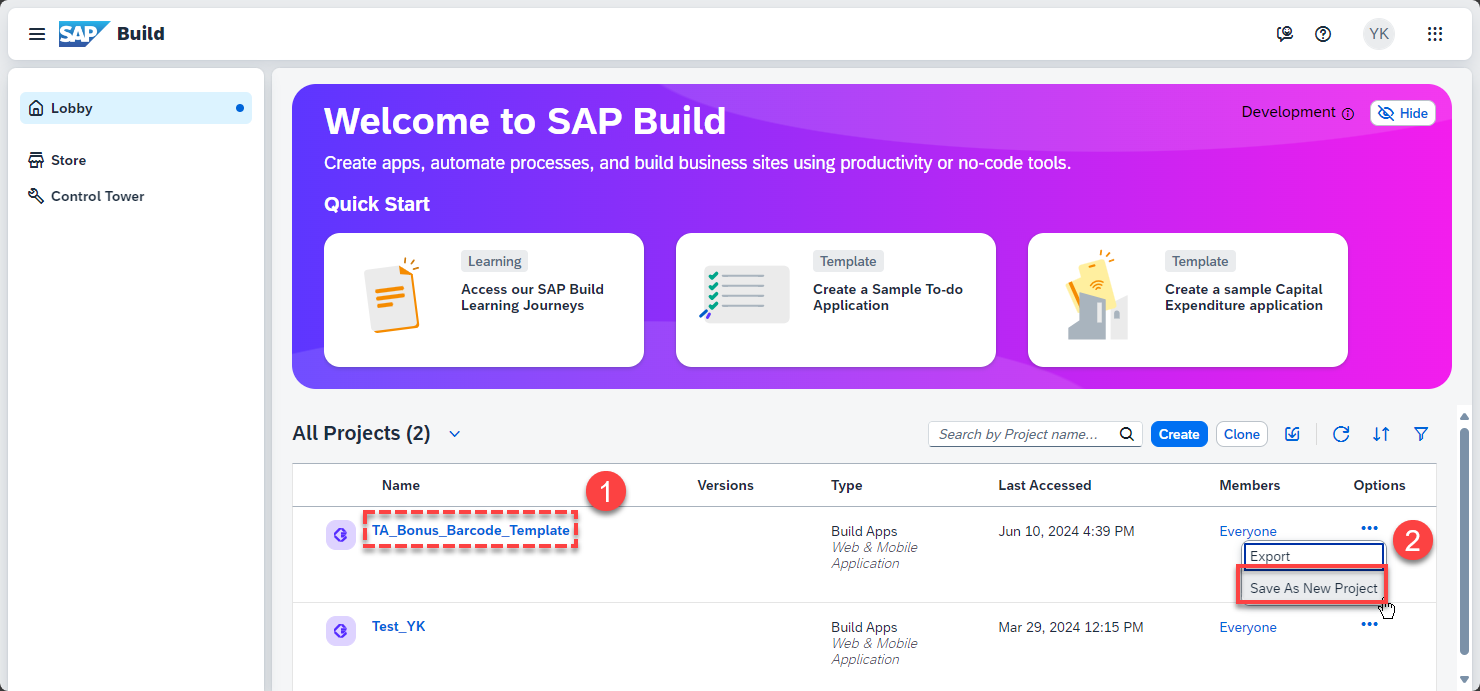 SAP Build
YK
Lobby
Store
Control Tower
Welcome to SAP Build
Development
Hide
Create apps, automate processes, and build business sites using productivity or no-code tools.
Quick Start
Learning
Access our SAP Build
Learning Journeys
Template
Create a Sample To-do
Application
Template
Create a sample Capital
Expenditure application
All Projects (2)
Search by Project name...
Create
Clone
Name
Versions
Type
Last Accessed
Members
Options
1
TA_Bonus_Barcode_Template
Build Apps
Web & Mobile
Application
Jun 10, 2024 4:39 PM
Everyone
2
Export
Save As New Project
Test_YK
Build Apps
Web & Mobile
Application
Mar 29, 2024 12:15 PM
Everyone